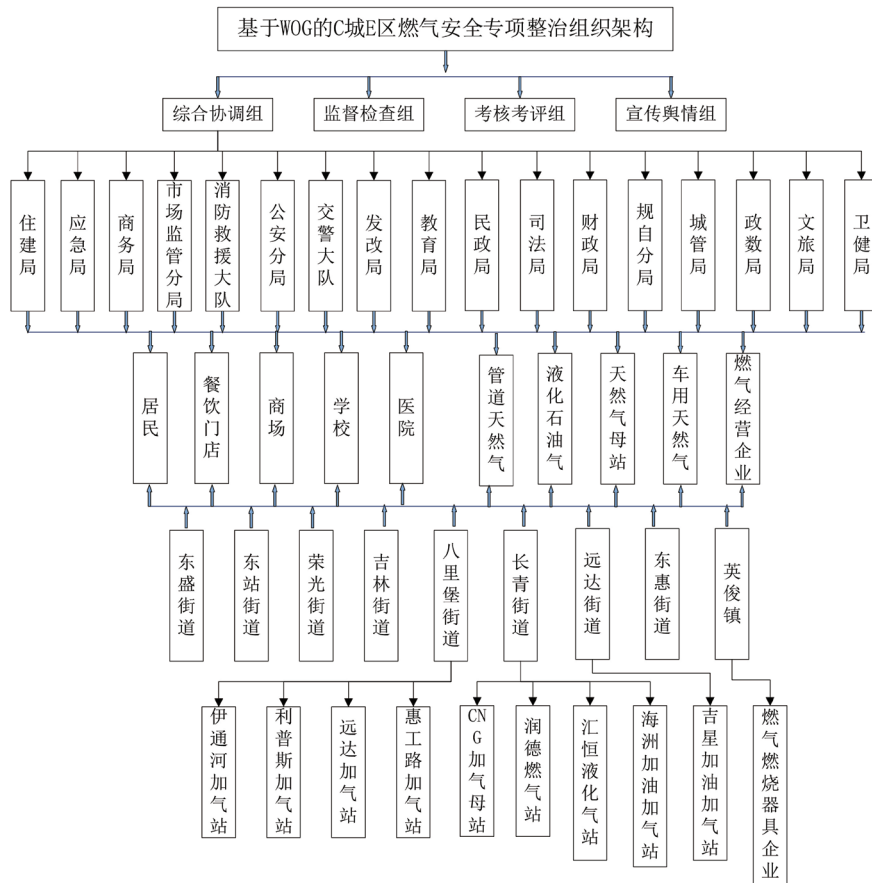 基于WOG的C城E区燃气安全专项整治组织架构
综合协调组
监督检查组
考核考评组
宣传舆情组
住建局
应急局
商务局
市场监管分局
消防救援大队
公安分局
交警大队
发改局
教育局
民政局
司法局
财政局
规自分局
城管局
政数局
文旅局
卫健局
居民
餐饮门店
商场
学校
医院
管道天然气
液化石油气
天然气母站
车用天然气
燃气经营企业
东盛街道
东站街道
荣光街道
吉林街道
八里堡街道
长青街道
远达街道
东惠街道
英俊镇
伊通河加气站
利普斯加气站
远达加气站
惠工路加气站
CNG加气母站
润德燃气站
汇恒液化气站
海洲加油加气站
吉星加油加气站
燃气燃烧器具企业